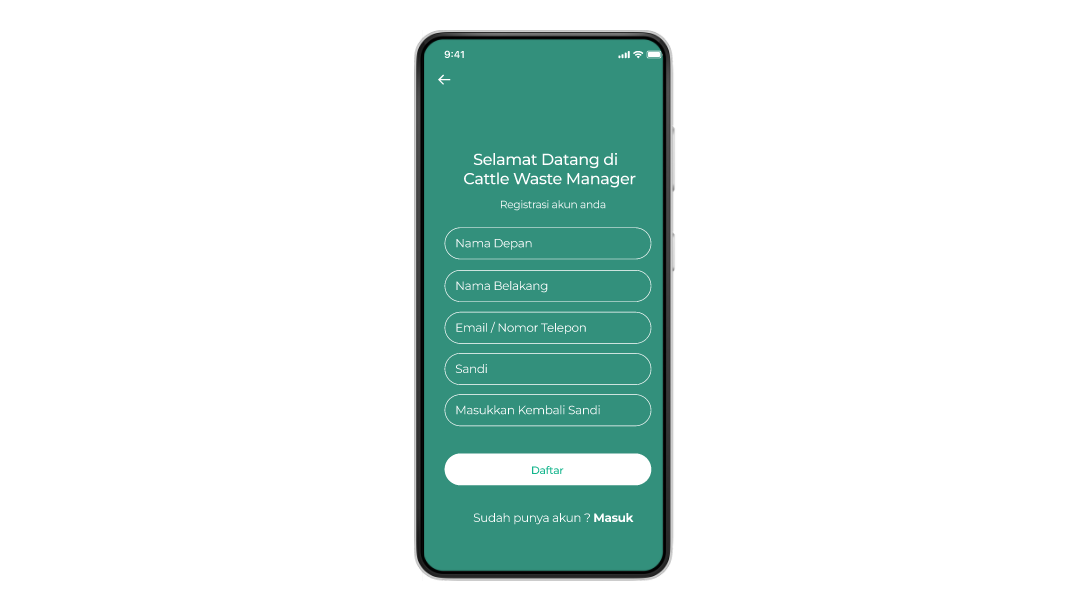 9:41
Selamat Datang di
Cattle Waste Manager
Registrasi akun anda
Nama Depan
Nama Belakang
Email / Nomor Telepon
Sandi
Masukkan Kembali Sandi
Daftar
Sudah punya akun ? Masuk